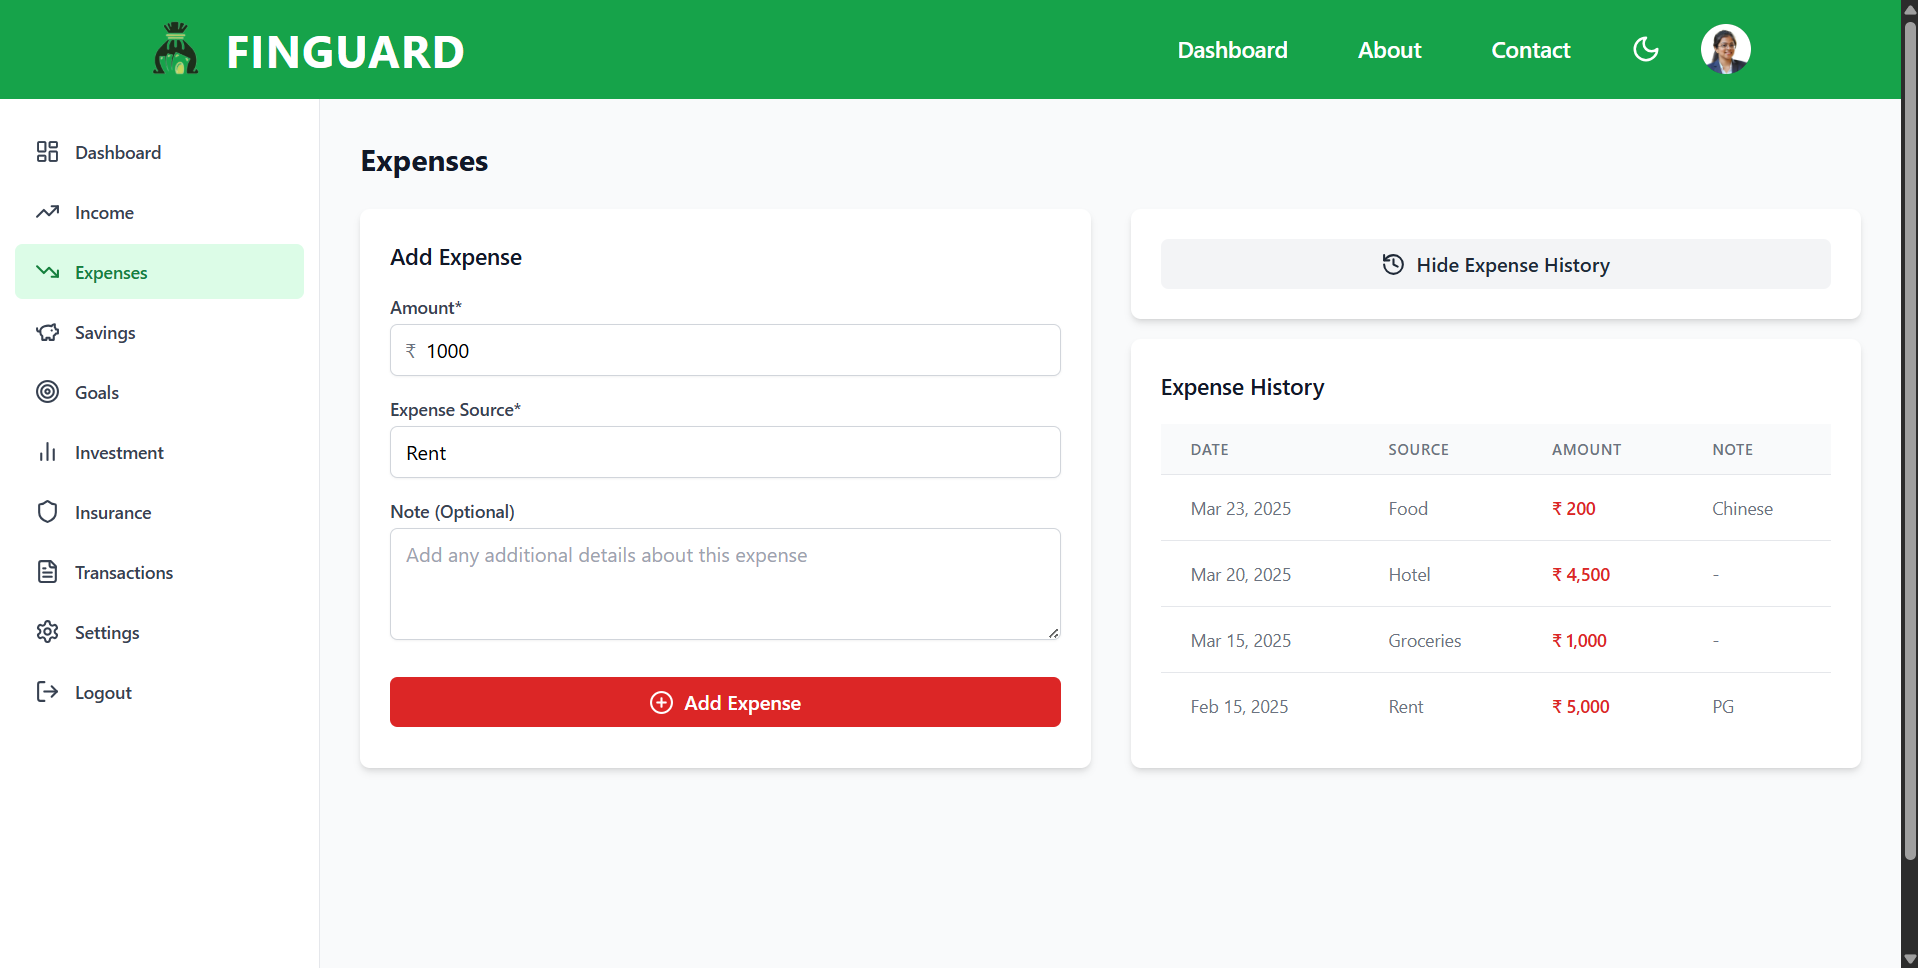 FINGUARD
Dashboard About Contact
Dashboard
Income
Expenses
Savings
Goals
Investment
Insurance
Transactions
Settings
Logout
Expenses
Add Expense
Amount*
₹ 1000
Expense Source*
Rent
Note (Optional)
Add any additional details about this expense
Add Expense
Hide Expense History
Expense History
DATE SOURCE AMOUNT NOTE
Mar 23, 2025 Food ₹ 200 Chinese
Mar 20, 2025 Hotel ₹ 4,500 -
Mar 15, 2025 Groceries ₹ 1,000 -
Feb 15, 2025 Rent ₹ 5,000 PG